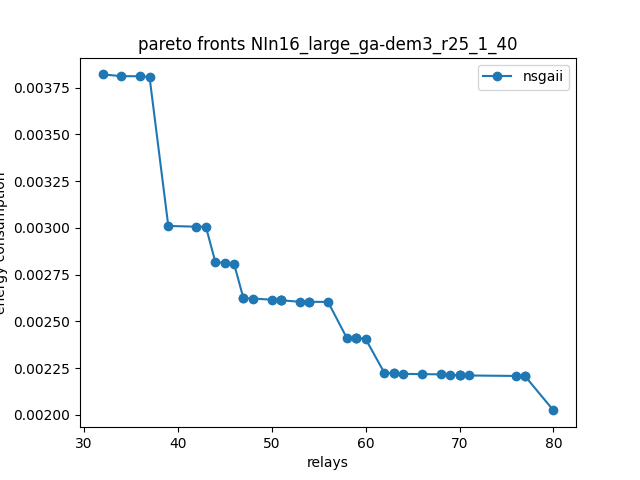 pareto fronts NIn16_large_ga-dem3_r25_1_40
nsgaii
0.00375
0.00350
0.00325
0.00300
0.00275
0.00250
0.00225
0.00200
energy consumption
30 40 50 60 70 80
relays